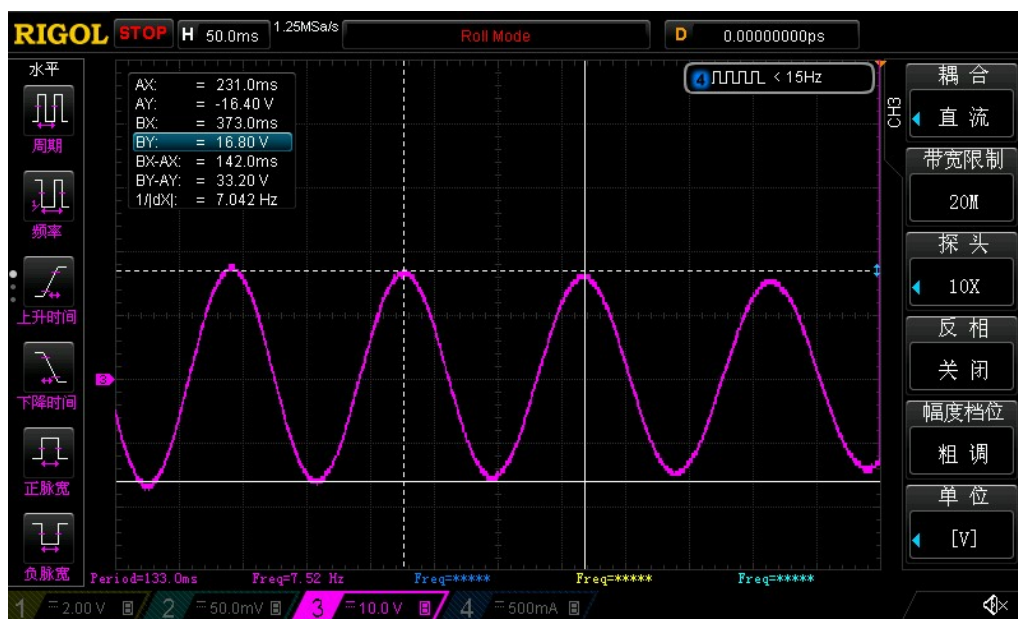 RIGOL STOP H 50.0ms 1.25MSa/s Roll Mode D 0.00000000ps
水平
周期
频率
上升时间
下降时间
正脉宽
负脉宽
AX: = 231.0ms
AY: = -16.40 V
BX: = 373.0ms
BY: = 16.80 V
BX-AX: = 142.0ms
BY-AY: = 33.20 V
1/|dX|: = 7.042 Hz
4 < 15Hz
3
CH3
耦合
直流
带宽限制
20M
探头
10X
反相
关闭
幅度档位
粗调
单位
[V]
Period=133.0ms Freq=7.52 Hz Freq=***** Freq=***** Freq=*****
1 2.00 V 2 50.0mV 3 10.0 V 4 500mA